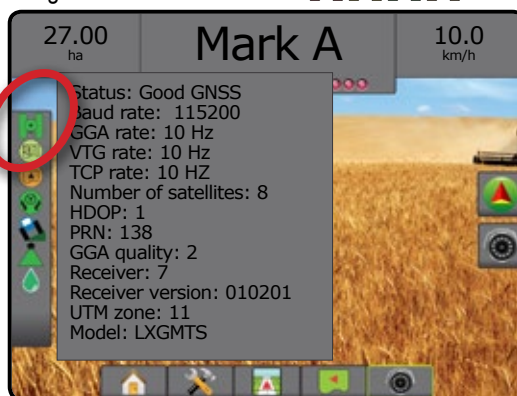 27.00
ha
Mark A
10.0
km/h
Status: Good GNSS
Baud rate: 115200
GGA rate: 10 Hz
VTG rate: 10 Hz
TCP rate: 10 HZ
Number of satellites: 8
HDOP: 1
PRN: 138
GGA quality: 2
Receiver: 7
Receiver version: 010201
UTM zone: 11
Model: LXGMTS